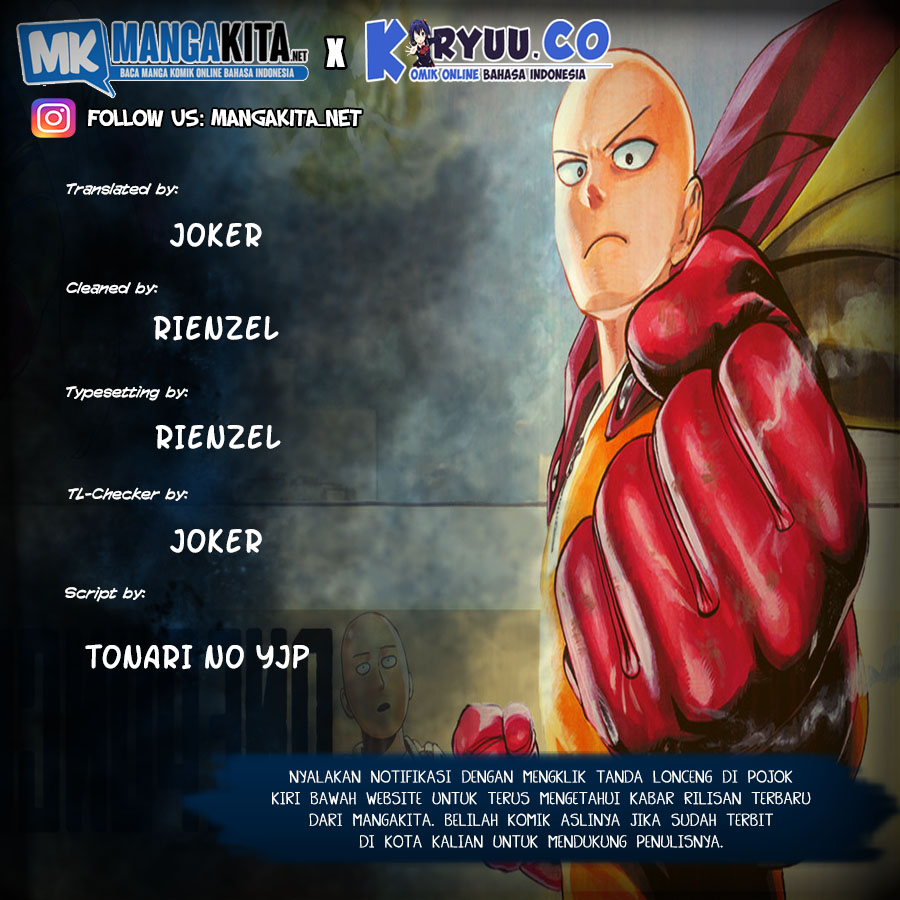 MK MANGAKITA.NET X KIRYUU.CO
BACA MANGA KOMIK ONLINE BAHASA INDONESIA
KOMIK ONLINE BAHASA INDONESIA
FOLLOW US: MANGAKITA_NET
Translated by:
JOKER
Cleaned by:
RIENZEL
Typesetting by:
RIENZEL
TL-Checker by:
JOKER
Script by:
TONARI NO YJP
NYALAKAN NOTIFIKASI DENGAN MENGKLIK TANDA LONCENG DI POJOK
KIRI BAWAH WEBSITE UNTUK TERUS MENGETAHUI KABAR RILISAN TERBARU
DARI MANGAKITA. BELILAH KOMIK ASLINYA JIKA SUDAH TERBIT
DI KOTA KALIAN UNTUK MENDUKUNG PENULISNYA.